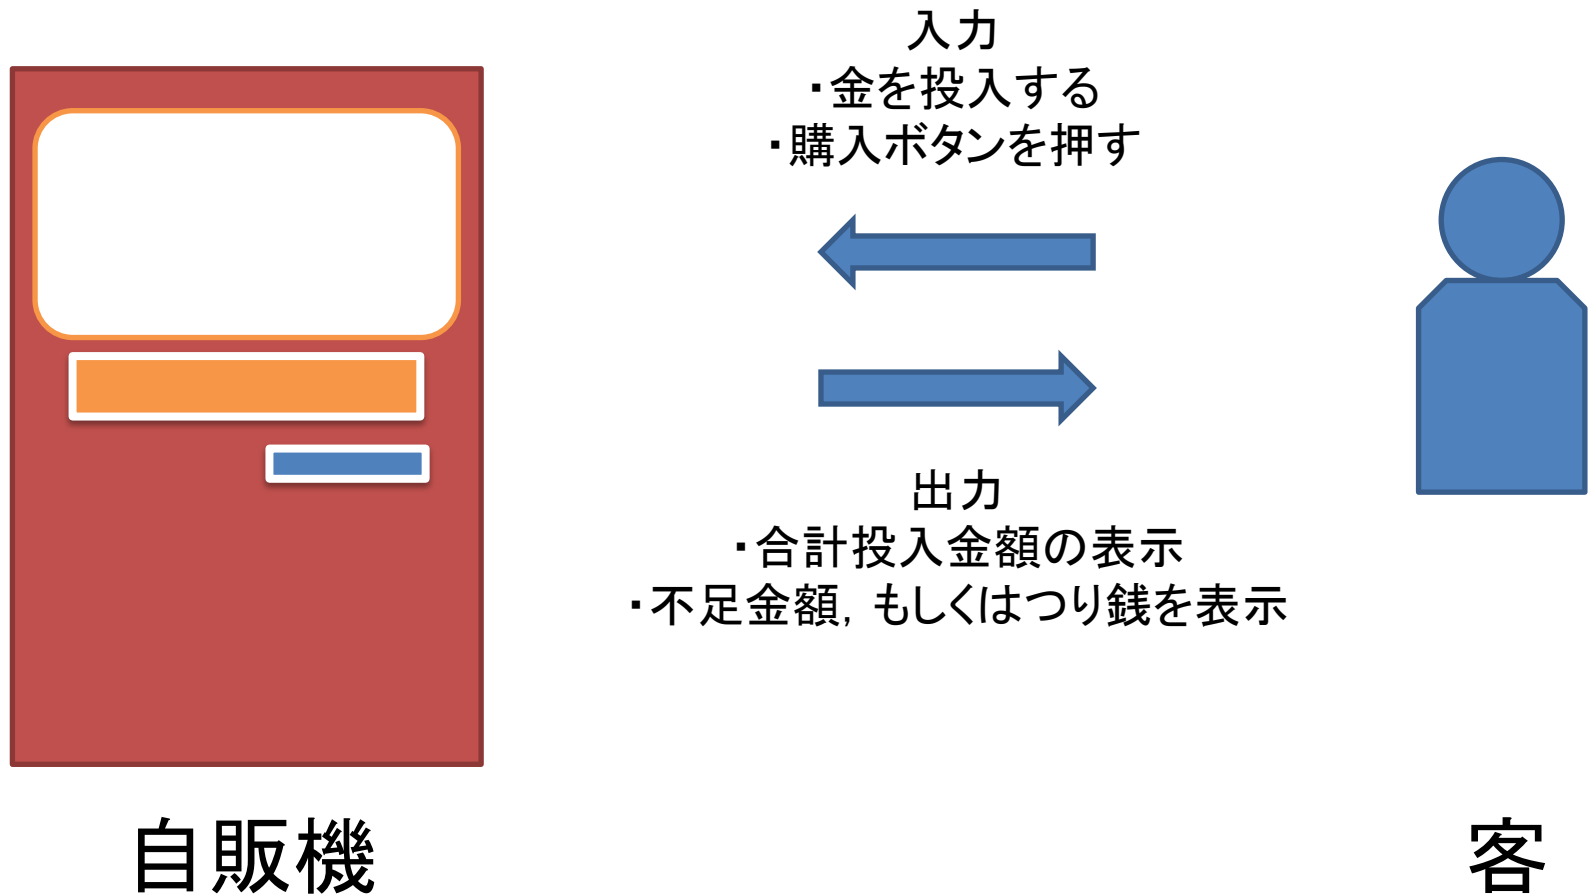 入力
・金を投入する
・購入ボタンを押す
出力
・合計投入金額の表示
・不足金額，もしくはつり銭を表示
自販機
客